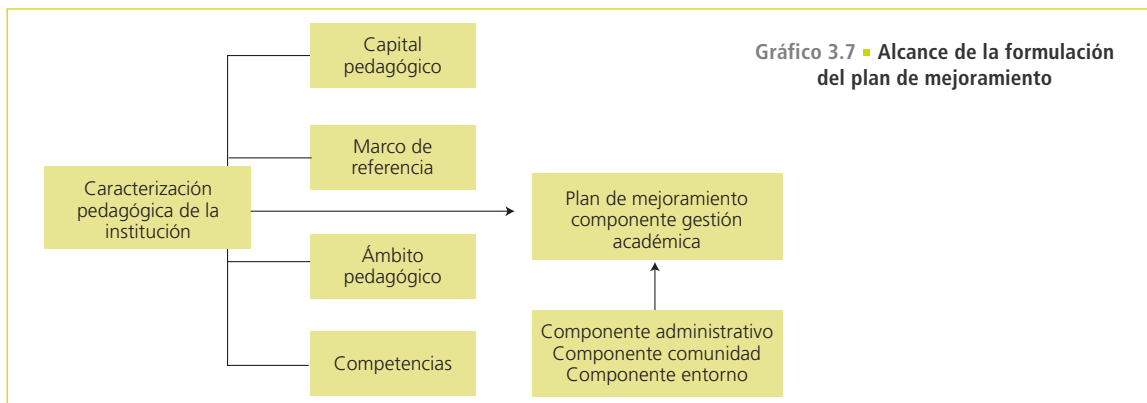 Gráfico 3.7 ▪ Alcance de la formulación
del plan de mejoramiento
Capital
pedagógico
Marco de
referencia
Caracterización
pedagógica de la
institución
Ámbito
pedagógico
Competencias
Plan de mejoramiento
componente gestión
académica
Componente administrativo
Componente comunidad
Componente entorno